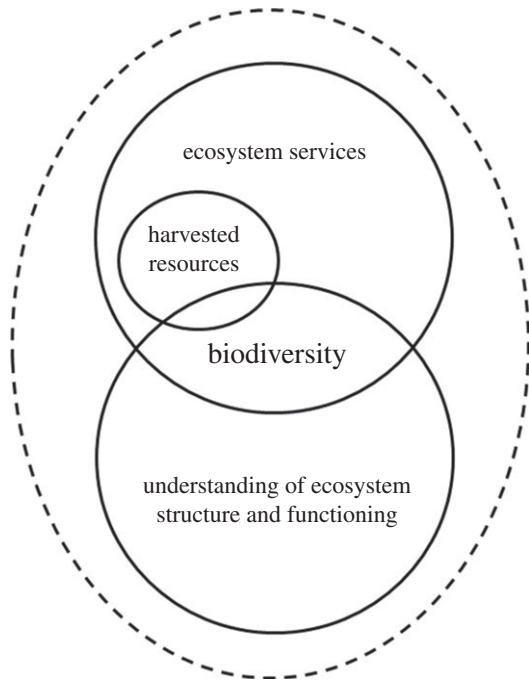 ecosystem services
harvested
resources
biodiversity
understanding of ecosystem
structure and functioning